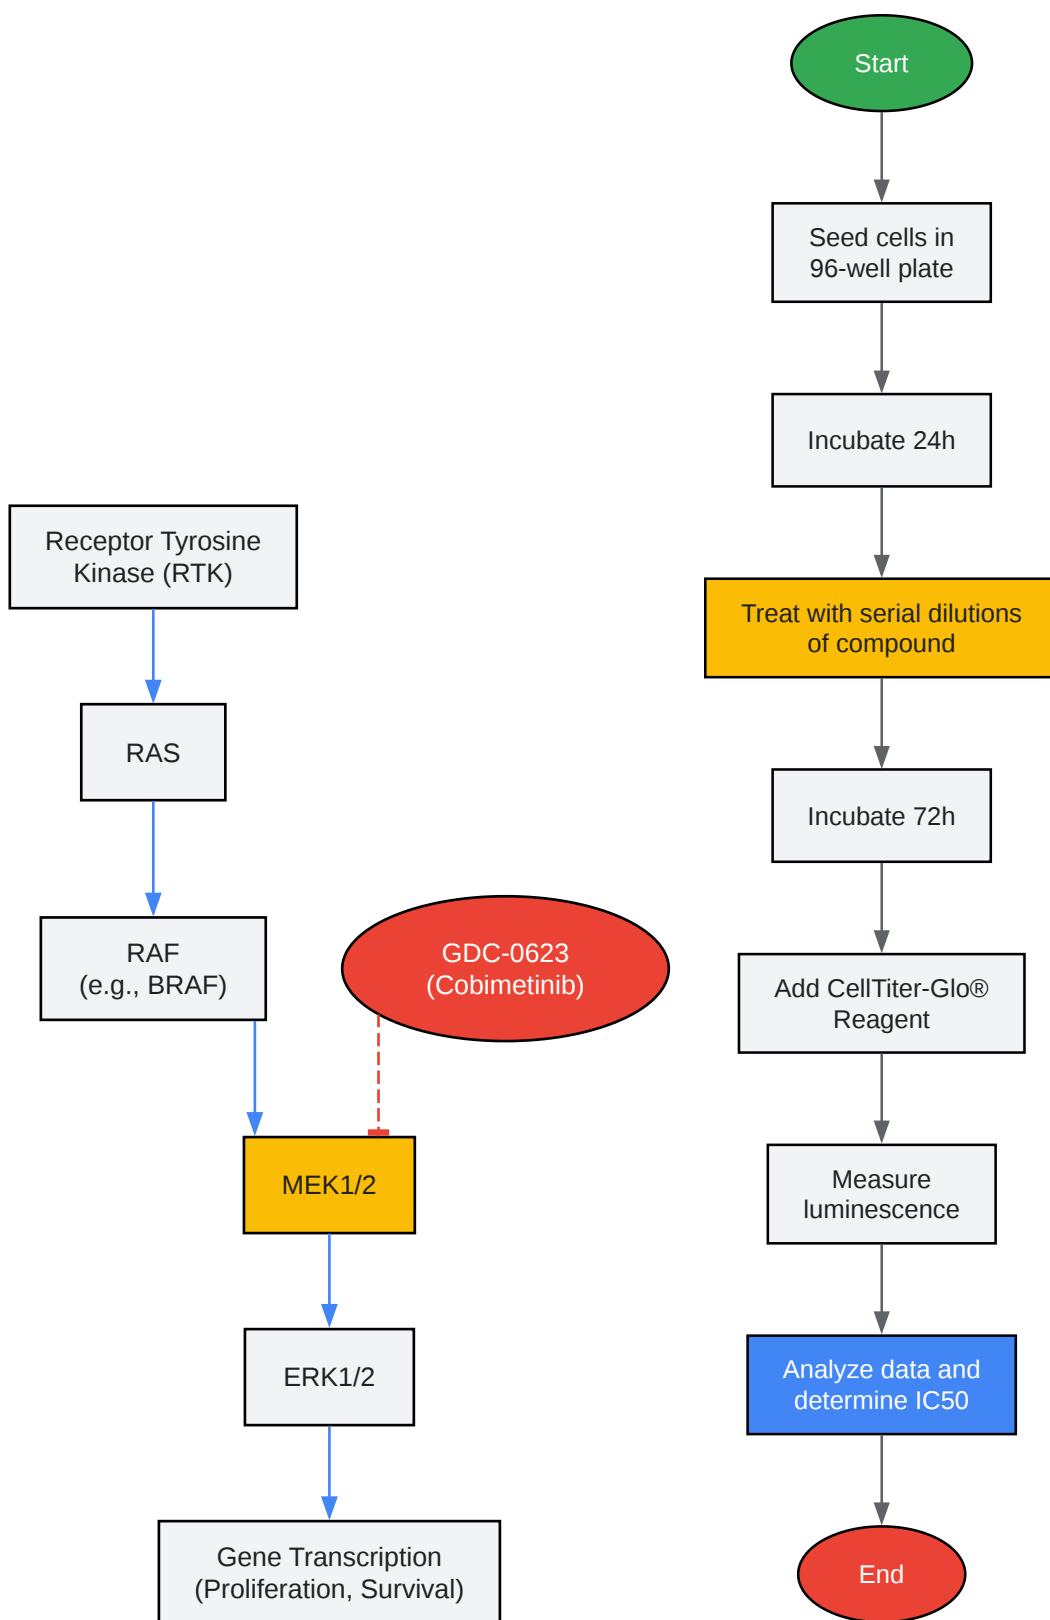 Receptor Tyrosine
Kinase (RTK)
RAS
RAF
(e.g., BRAF)
GDC-0623
(Cobimetinib)
MEK1/2
ERK1/2
Gene Transcription
(Proliferation, Survival)
Start
Seed cells in
96-well plate
Incubate 24h
Treat with serial dilutions
of compound
Incubate 72h
Add CellTiter-Glo®
Reagent
Measure
luminescence
Analyze data and
determine IC50
End